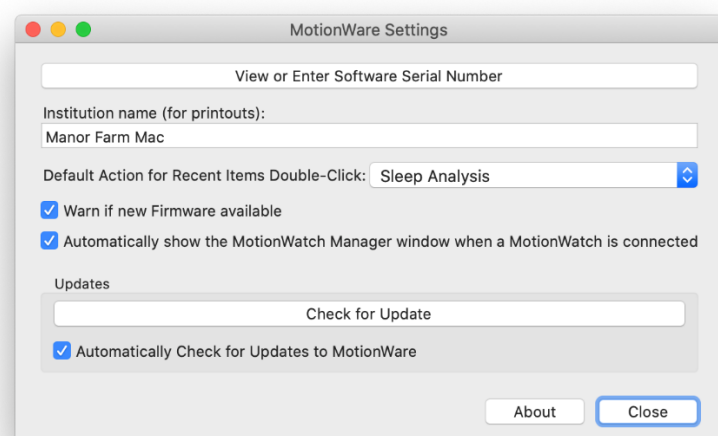 MotionWare Settings
View or Enter Software Serial Number
Institution name (for printouts):
Manor Farm Mac
Default Action for Recent Items Double-Click: Sleep Analysis
Warn if new Firmware available
Automatically show the MotionWatch Manager window when a MotionWatch is connected
Updates
Check for Update
Automatically Check for Updates to MotionWare
About Close